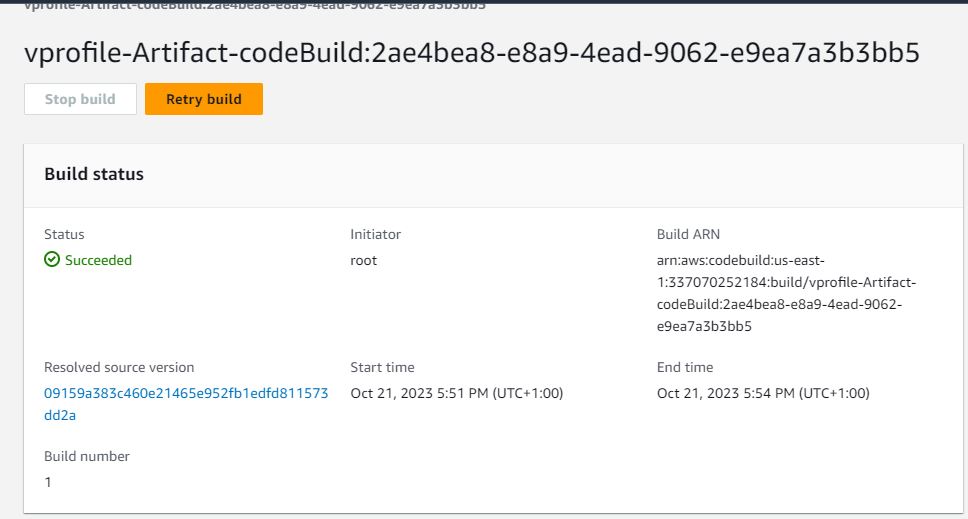 vprofile-Artifact-codeBuild:2ae4bea8-e8a9-4ead-9062-e9ea7a3b3bb5
vprofile-Artifact-codeBuild:2ae4bea8-e8a9-4ead-9062-e9ea7a3b3bb5
Stop build
Retry build
Build status
Status
Succeeded
Initiator
root
Build ARN
arn:aws:codebuild:us-east-
1:337070252184:build/vprofile-Artifact-
codeBuild:2ae4bea8-e8a9-4ead-9062-
e9ea7a3b3bb5
Resolved source version
09159a383c460e21465e952fb1edfd811573
dd2a
Start time
Oct 21, 2023 5:51 PM (UTC+1:00)
End time
Oct 21, 2023 5:54 PM (UTC+1:00)
Build number
1